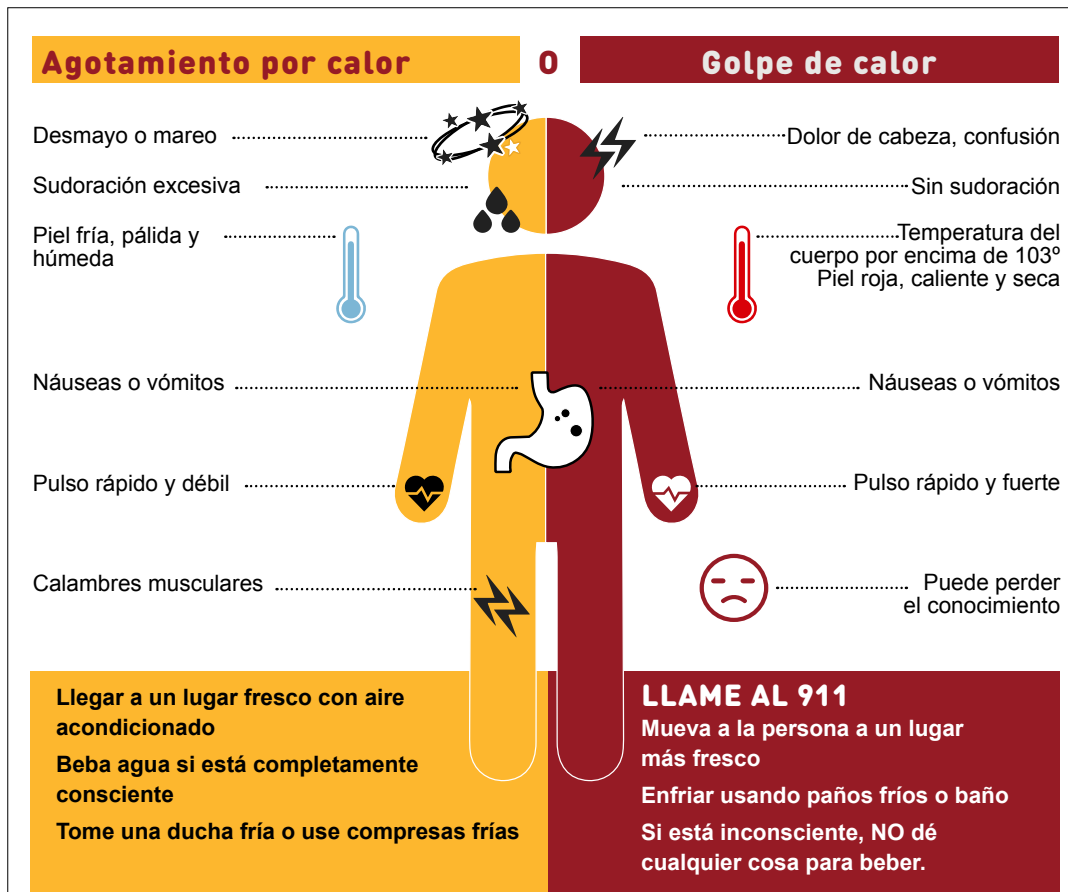 Agotamiento por calor
O
Golpe de calor
Desmayo o mareo
Dolor de cabeza, confusión
Sudoración excesiva
Sin sudoración
Piel fría, pálida y
húmeda
Temperatura del
cuerpo por encima de 103º
Piel roja, caliente y seca
Náuseas o vómitos
Náuseas o vómitos
Pulso rápido y débil
Pulso rápido y fuerte
Calambres musculares
Puede perder
el conocimiento
Llegar a un lugar fresco con aire
acondicionado
Beba agua si está completamente
consciente
Tome una ducha fría o use compresas frías
LLAME AL 911
Mueva a la persona a un lugar
más fresco
Enfriar usando paños fríos o baño
Si está inconsciente, NO dé
cualquier cosa para beber.